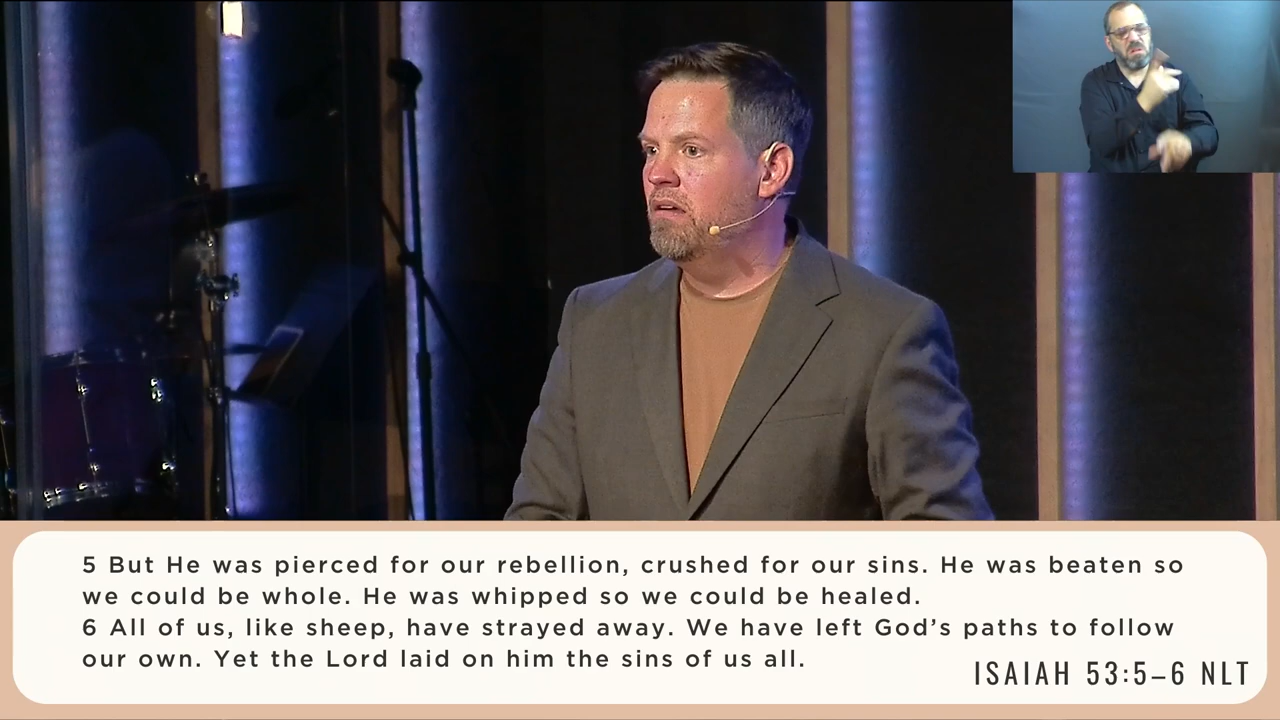 5 But He was pierced for our rebellion, crushed for our sins. He was beaten so
we could be whole. He was whipped so we could be healed.
6 All of us, like sheep, have strayed away. We have left God’s paths to follow
our own. Yet the Lord laid on him the sins of us all.
ISAIAH 53:5–6 NLT